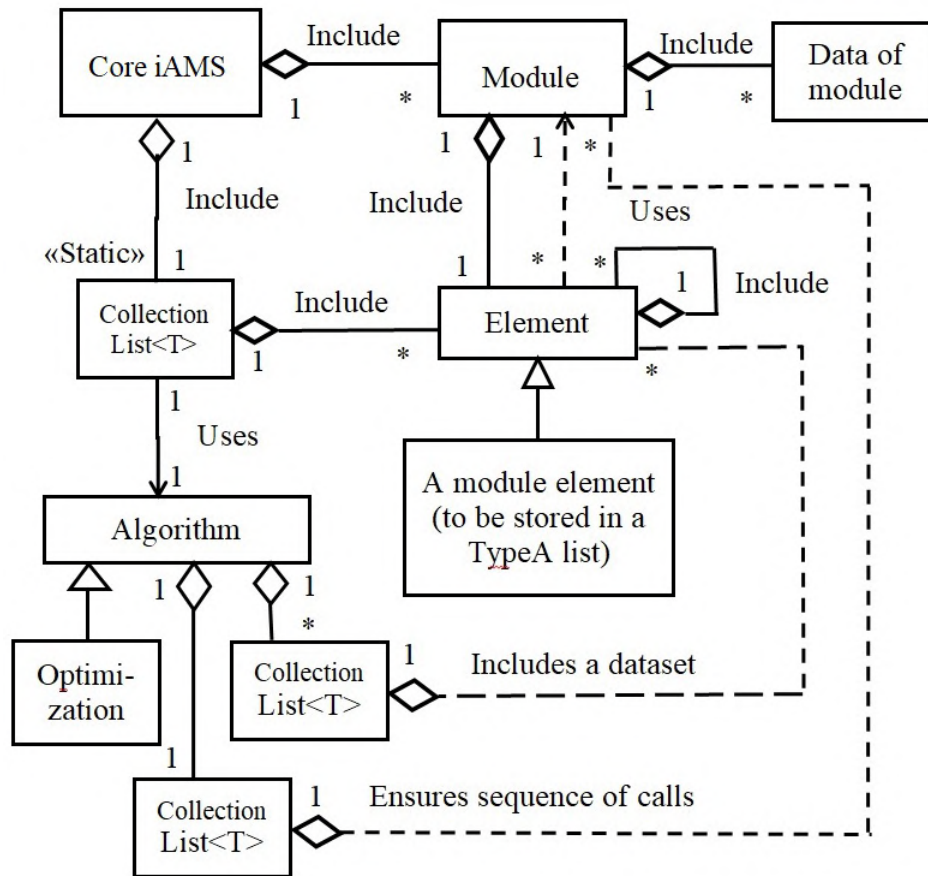 Core iAMS
Include
1
*
Module
Include
1
*
Data of
module
1
Include
«Static»
1
1
Include
1
1
*
*
Uses
*
1
Include
Collection
List<T>
Include
1
*
Element
*
1
Uses
1
A module element
(to be stored in a
TypeA list)
Algorithm
1
1
*
Optimi-
zation
Collection
List<T>
1
Includes a dataset
1
Collection
List<T>
1
Ensures sequence of calls